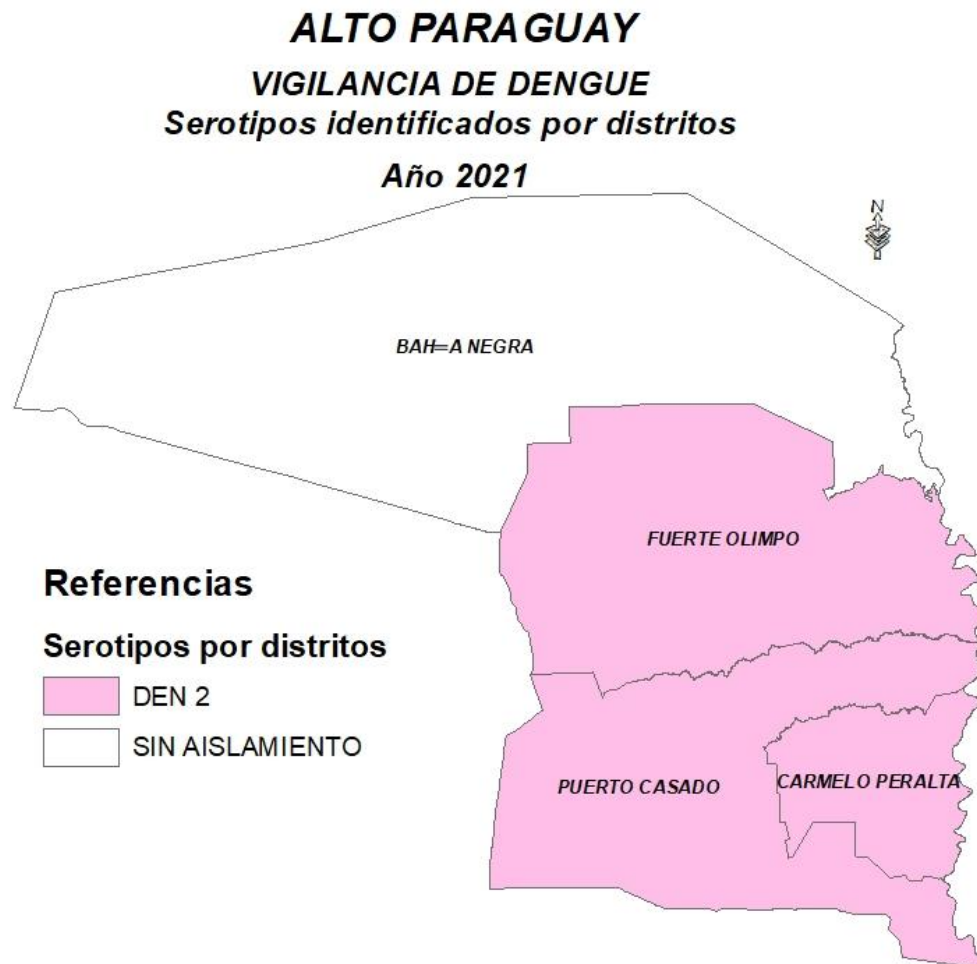 ALTO PARAGUAY
VIGILANCIA DE DENGUE
Serotipos identificados por distritos
Año 2021
N
BAH=A NEGRA
FUERTE OLIMPO
Referencias
Serotipos por distritos
DEN 2
SIN AISLAMIENTO
PUERTO CASADO
CARMELO PERALTA